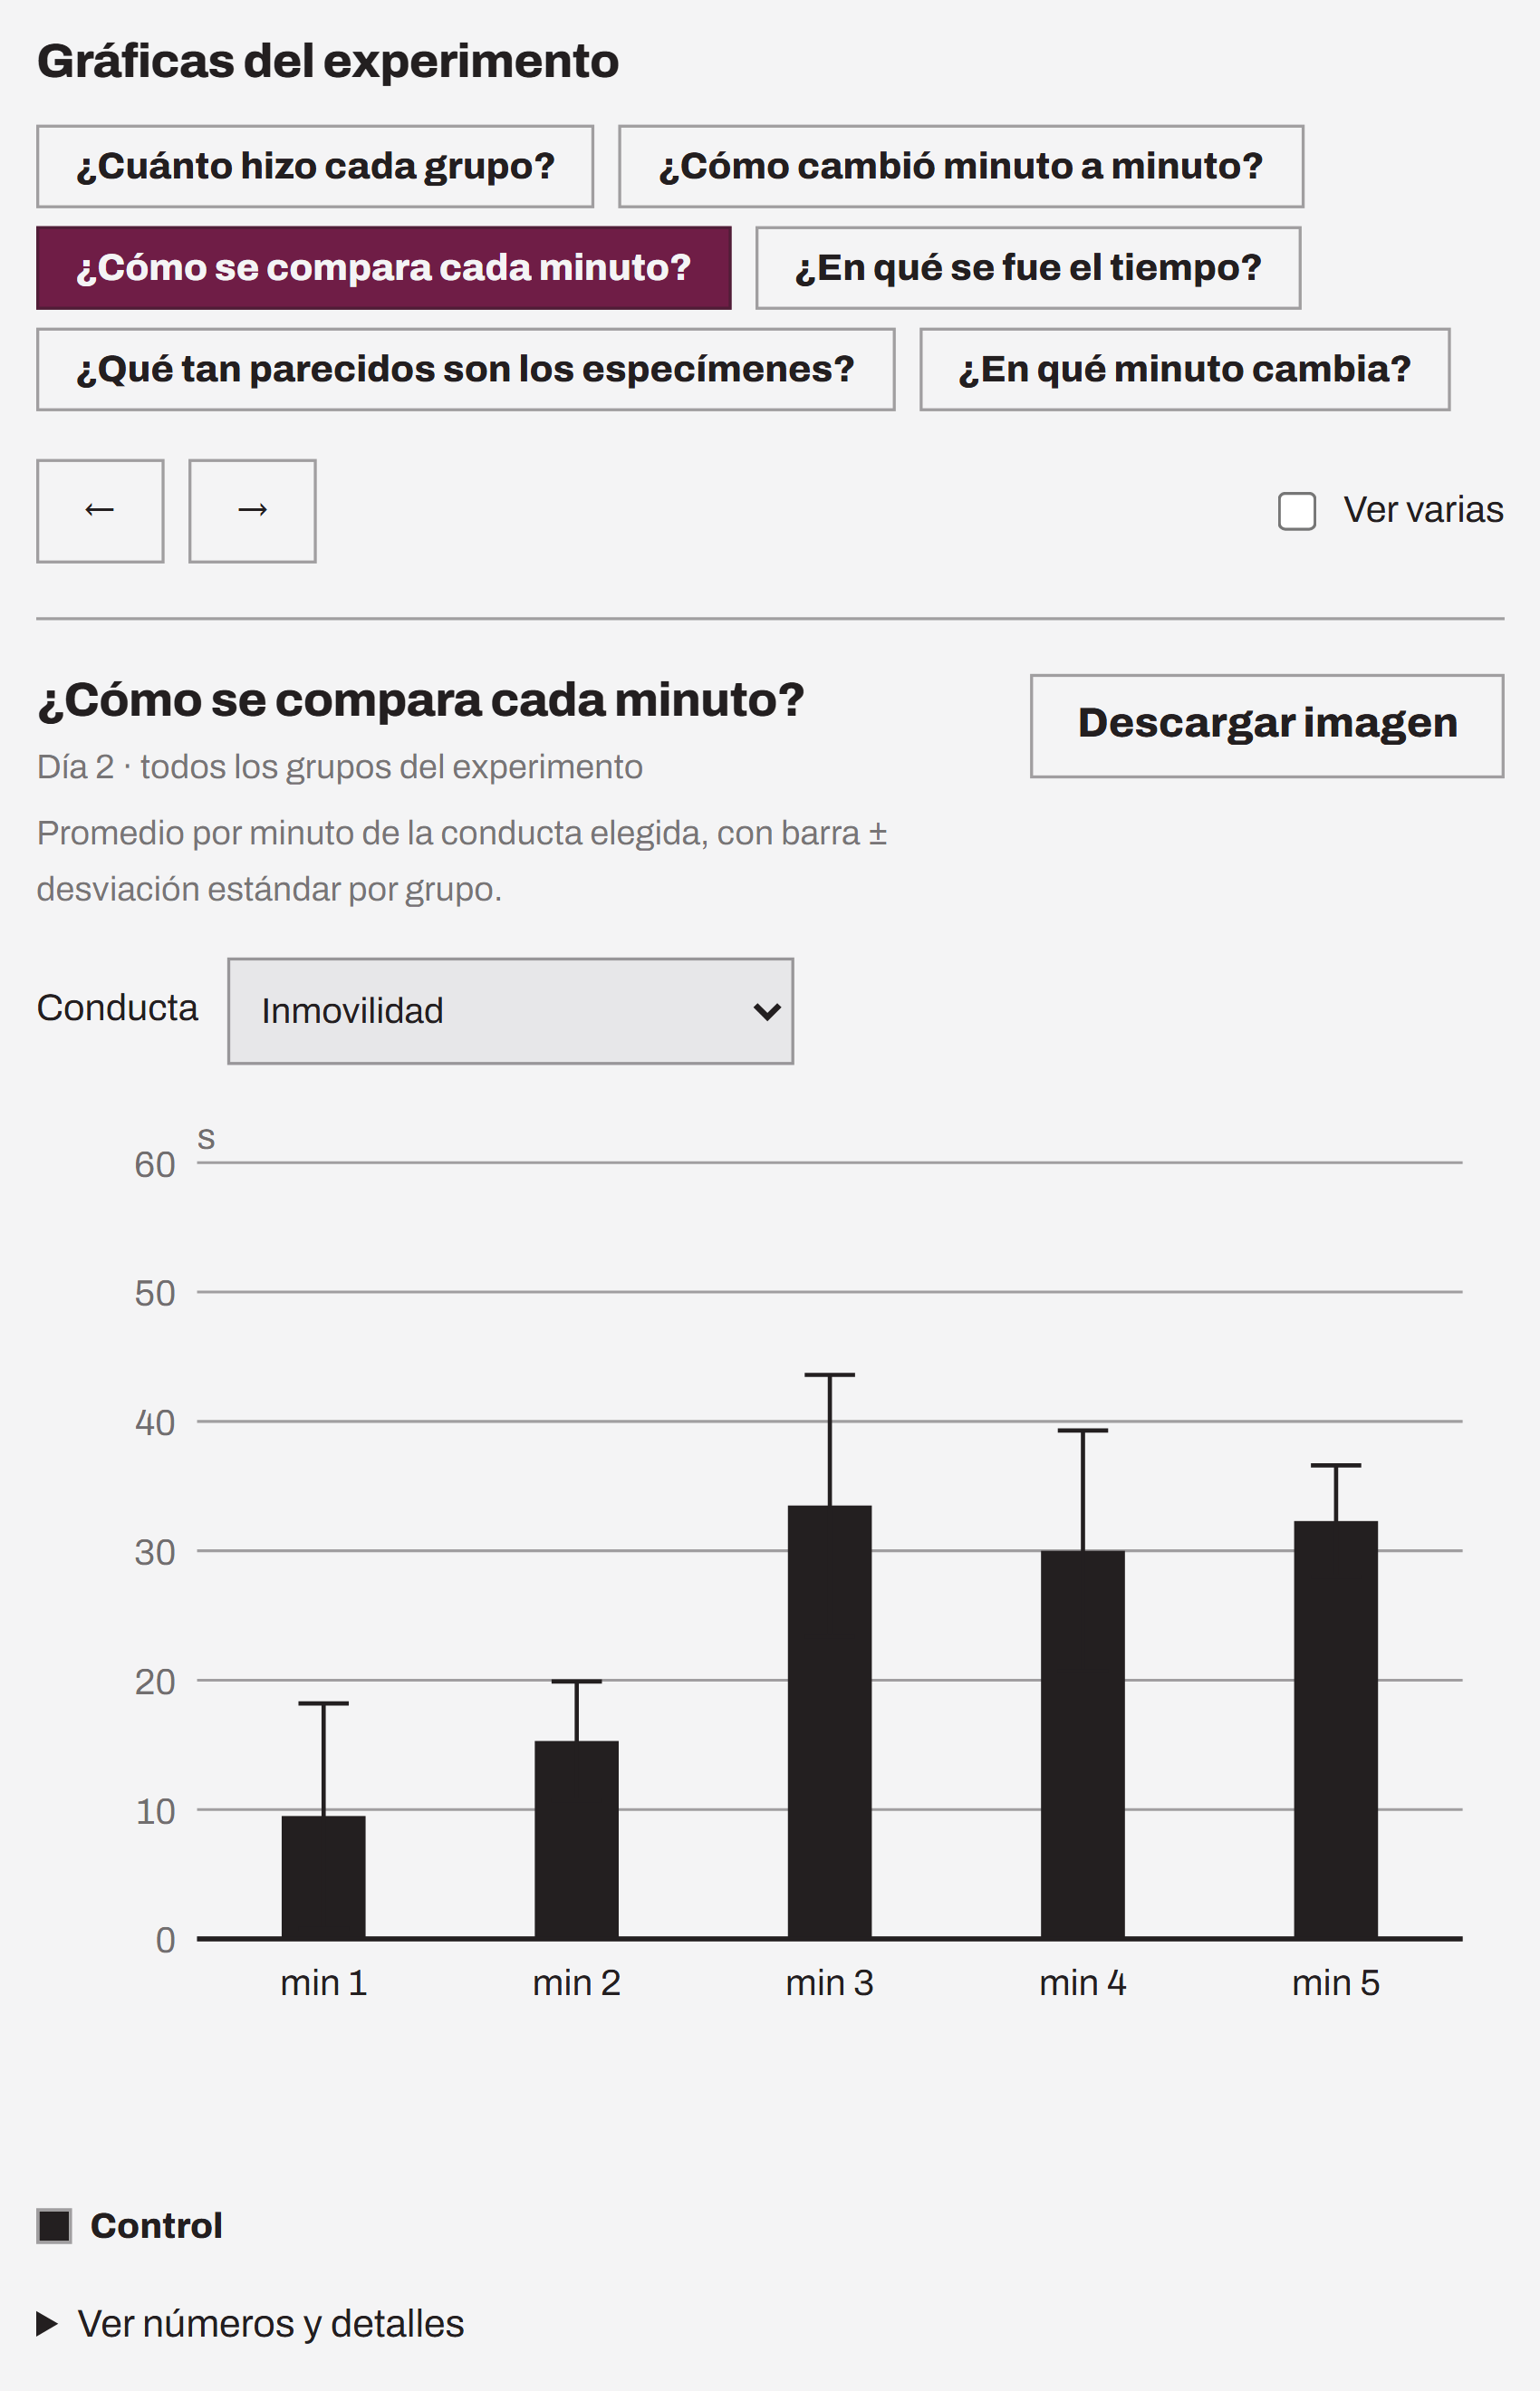 Gráficas del experimento
¿Cuánto hizo cada grupo? ¿Cómo cambió minuto a minuto?
¿Cómo se compara cada minuto? ¿En qué se fue el tiempo?
¿Qué tan parecidos son los especímenes? ¿En qué minuto cambia?
← → Ver varias
¿Cómo se compara cada minuto? Descargar imagen
Día 2 · todos los grupos del experimento
Promedio por minuto de la conducta elegida, con barra ±
desviación estándar por grupo.
Conducta Inmovilidad
s
60
50
40
30
20
10
0
min 1 min 2 min 3 min 4 min 5
Control
Ver números y detalles